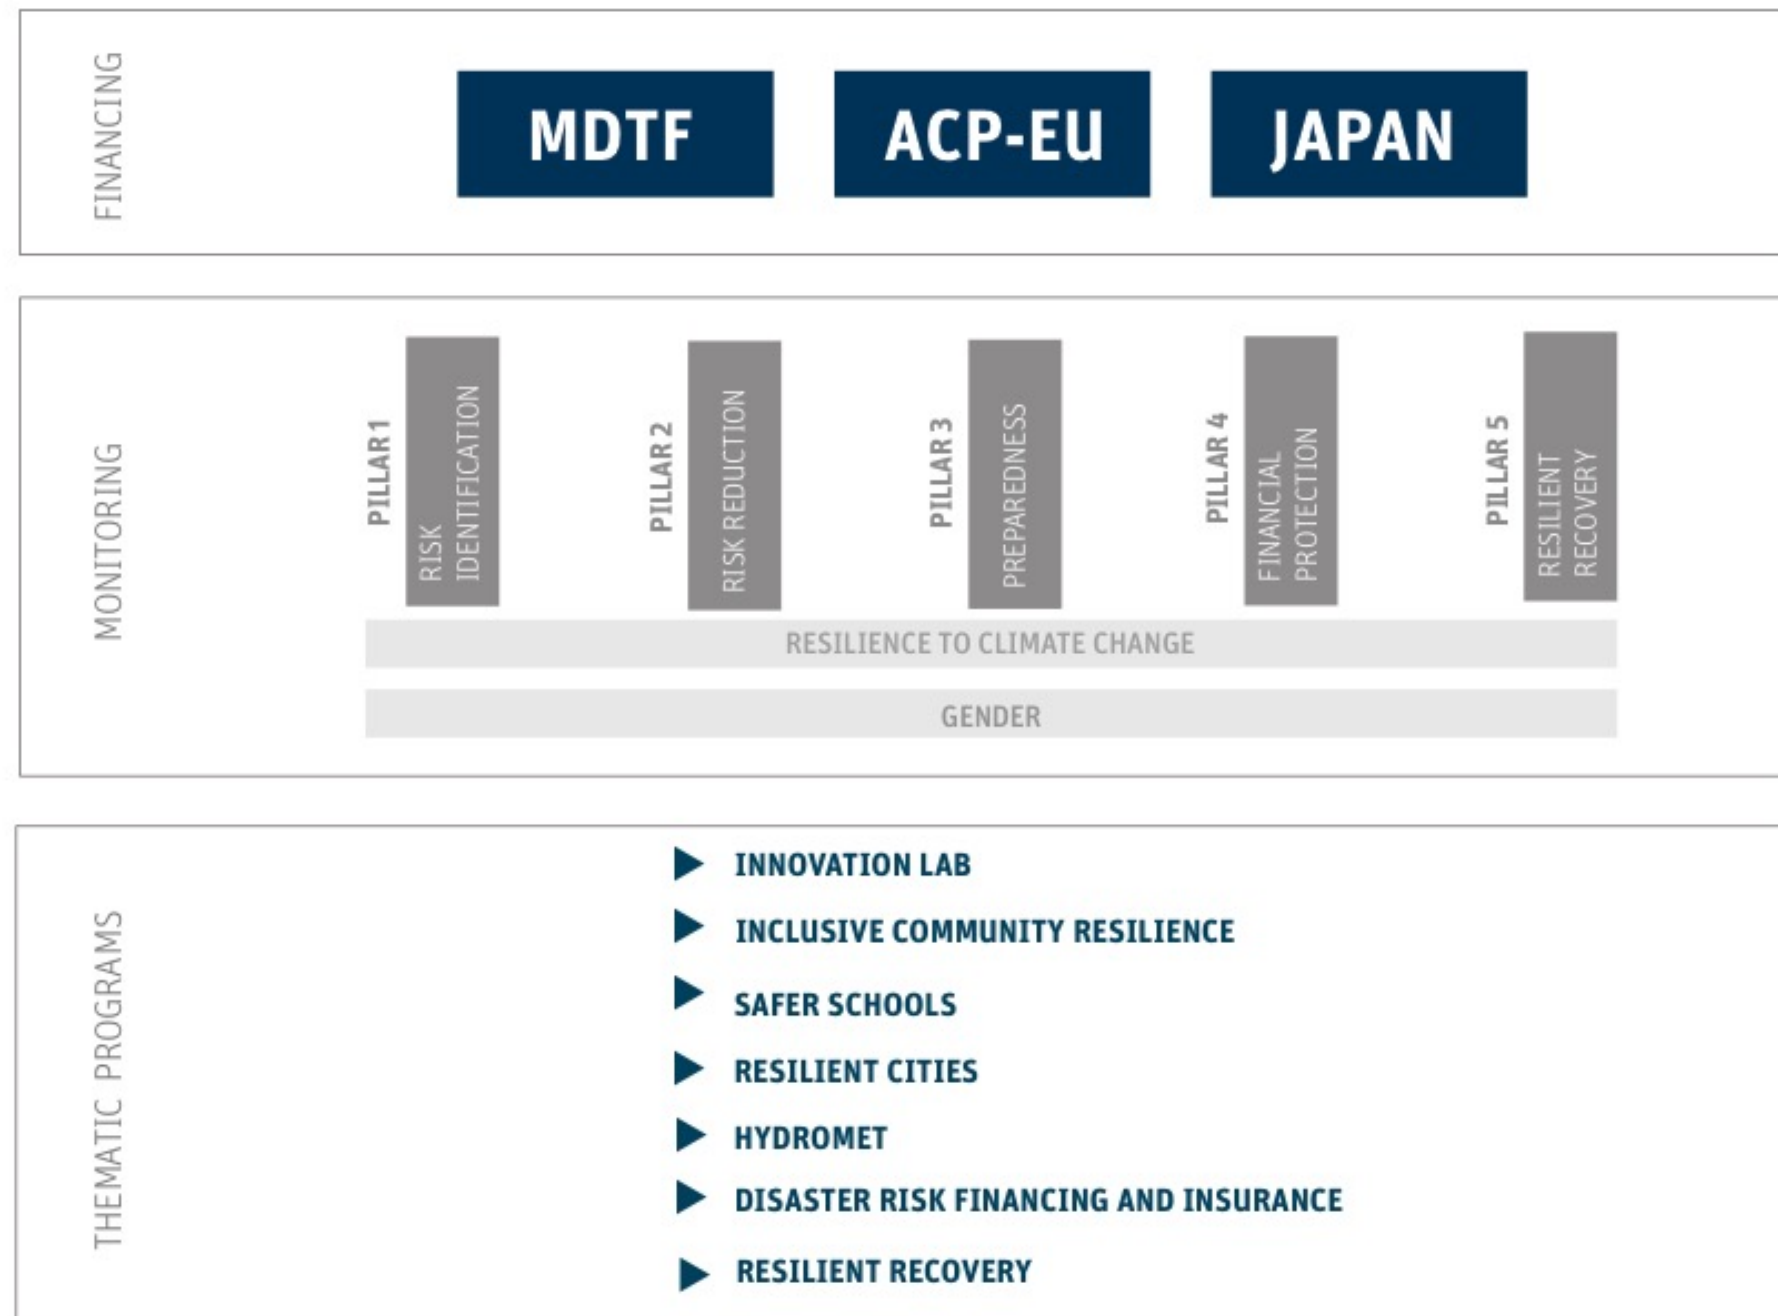 FINANCING
MDTF
ACP-EU
JAPAN
MONITORING
PILLAR 1
RISK
IDENTIFICATION
PILLAR 2
RISK REDUCTION
PILLAR 3
PREPAREDNESS
PILLAR 4
FINANCIAL
PROTECTION
PILLAR 5
RESILIENT
RECOVERY
RESILIENCE TO CLIMATE CHANGE
GENDER
THEMATIC PROGRAMS
INNOVATION LAB
INCLUSIVE COMMUNITY RESILIENCE
SAFER SCHOOLS
RESILIENT CITIES
HYDROMET
DISASTER RISK FINANCING AND INSURANCE
RESILIENT RECOVERY